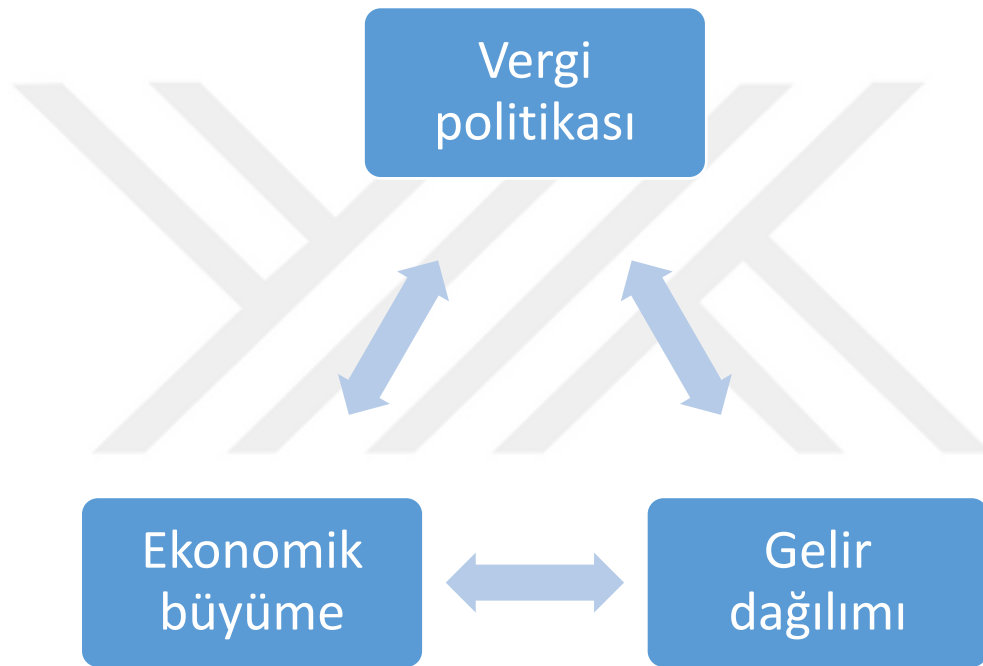 Vergi
politikası
Ekonomik
büyüme
Gelir
dağılımı